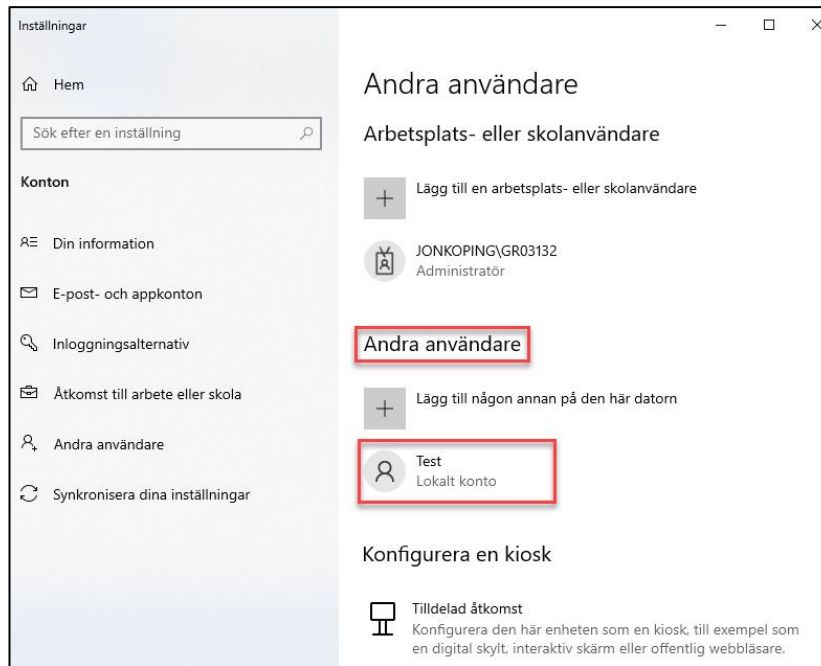 Inställningar
Hem
Sök efter en inställning
Konton
Din information
E-post- och appkonton
Inloggningsalternativ
Åtkomst till arbete eller skola
Andra användare
Synkronisera dina inställningar
Andra användare
Arbetsplats- eller skolanvändare
Lägg till en arbetsplats- eller skolanvändare
JONKOPING\GR03132
Administratör
Andra användare
Lägg till någon annan på den här datorn
Test
Lokalt konto
Konfigurera en kiosk
Tilldelad åtkomst
Konfigurera den här enheten som en kiosk, till exempel som
en digital skylt, interaktiv skärm eller offentlig webbläsare.